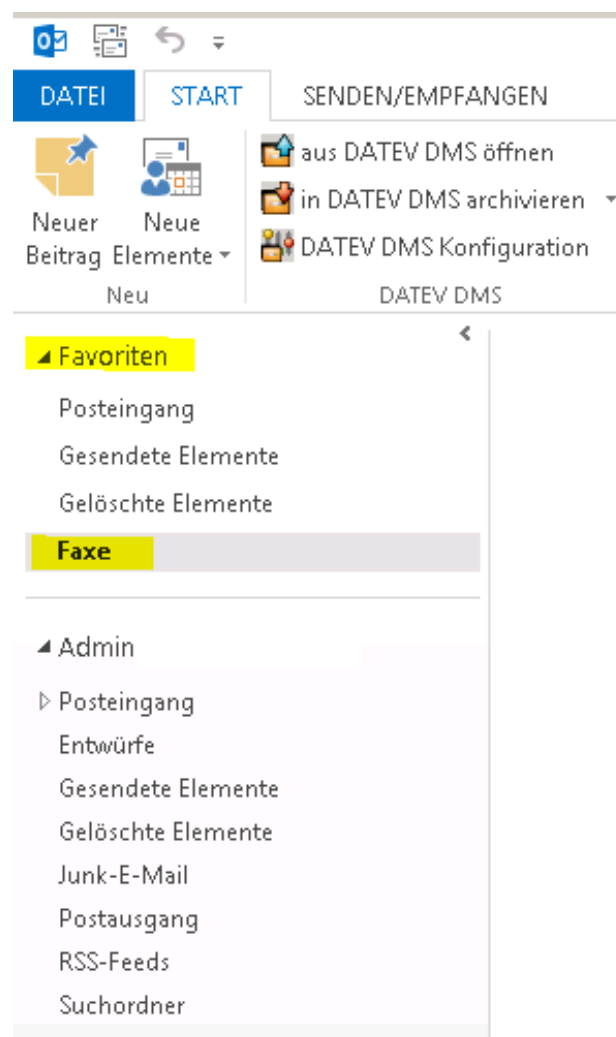 DATEI START SENDEN/EMPFANGEN
Neuer Beitrag
Neue Elemente
aus DATEV DMS öffnen
in DATEV DMS archivieren
DATEV DMS Konfiguration
Neu
DATEV DMS
Favoriten
Posteingang
Gesendete Elemente
Gelöschte Elemente
Faxe
Admin
Posteingang
Entwürfe
Gesendete Elemente
Gelöschte Elemente
Junk-E-Mail
Postausgang
RSS-Feeds
Suchordner